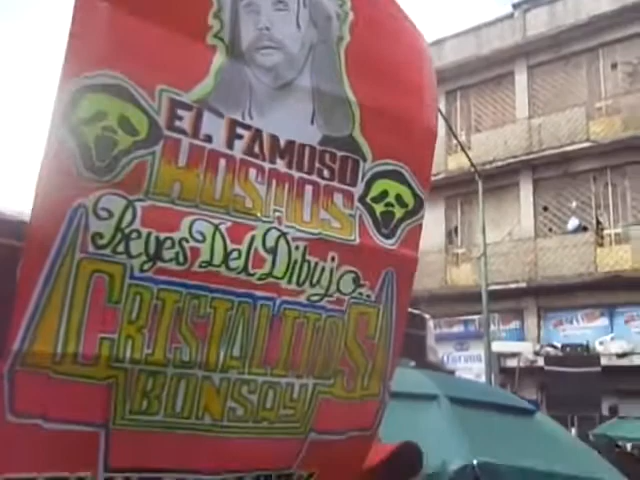 EL FAMOSO
KOSMOS
Reyes Del Dibujo..
CRISTALITOS
BONSAY
Corona